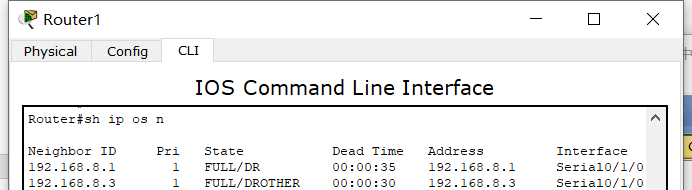 Router1
Physical Config CLI
IOS Command Line Interface
Router#sh ip os n
Neighbor ID Pri State Dead Time Address Interface
192.168.8.1 1 FULL/DR 00:00:35 192.168.8.1 Serial0/1/0
192.168.8.3 1 FULL/DROTHER 00:00:30 192.168.8.3 Serial0/1/0